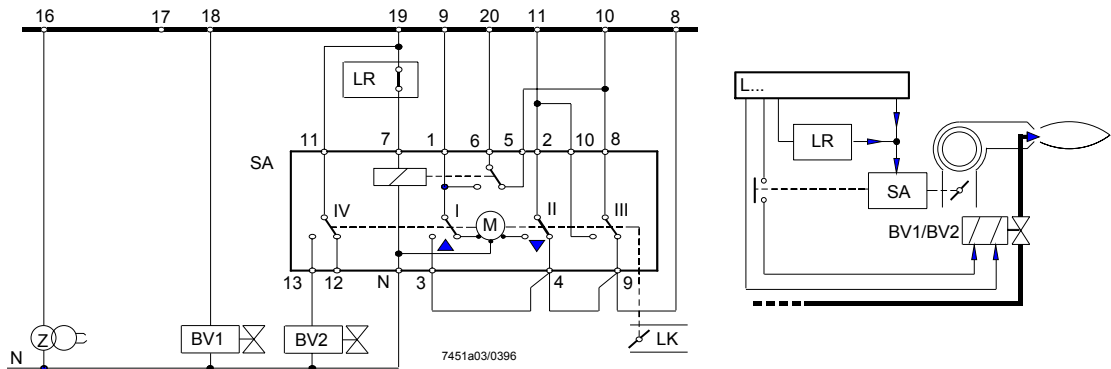 16 17 18 19 9 20 11 10 8
L...
LR
LR
11 7 1 6 5 2 10 8
SA
SA
IV I M II III
BV1/BV2
13 12 N 3 4 9
Z BV1 BV2 LK
7451a03/0396
N